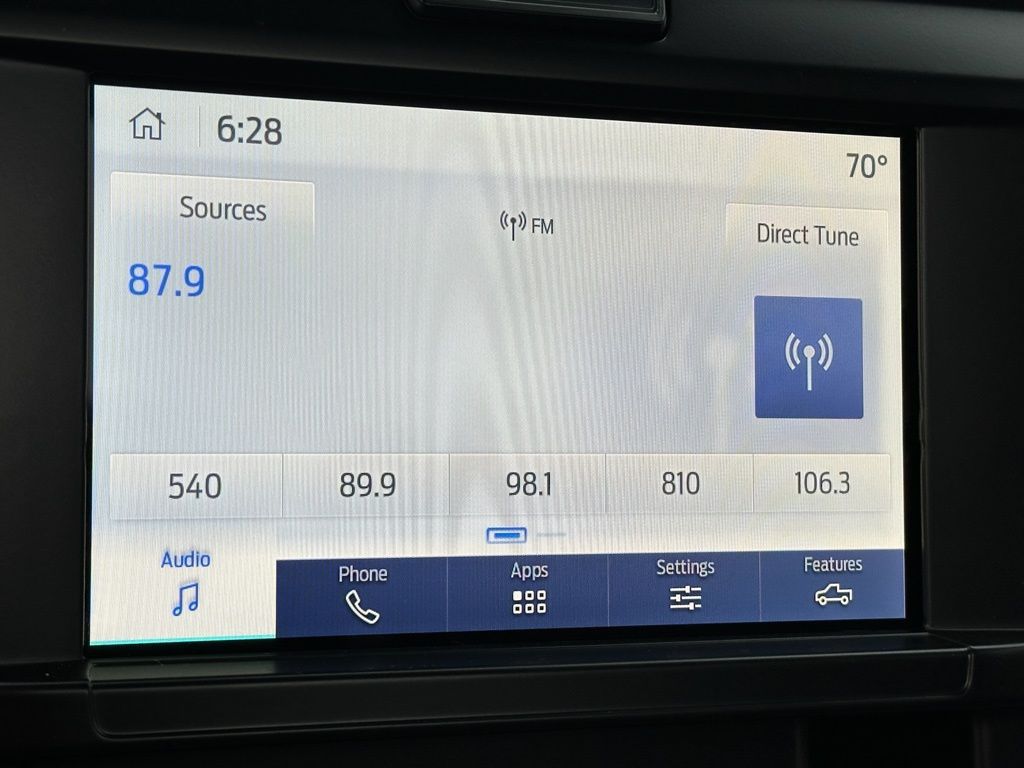 6:28
70°
Sources
FM
Direct Tune
87.9
540 89.9 98.1 810 106.3
Audio Phone Apps Settings Features